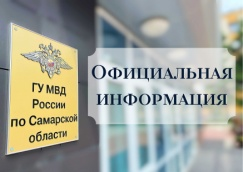 ГУ МВД
России
по Самарской
области
Официальная
информация